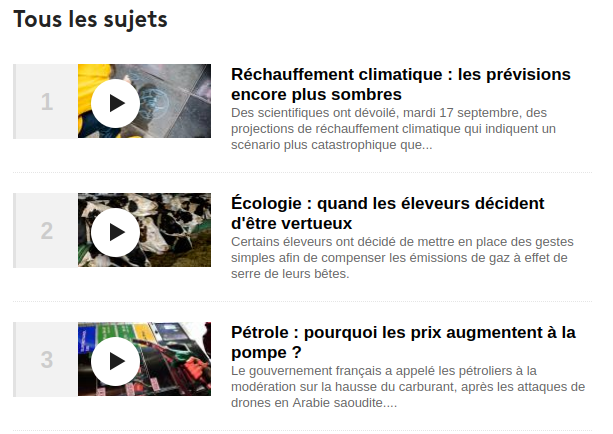 Tous les sujets
1
Réchauffement climatique : les prévisions
encore plus sombres
Des scientifiques ont dévoilé, mardi 17 septembre, des
projections de réchauffement climatique qui indiquent un
scénario plus catastrophique que...
2
Écologie : quand les éleveurs décident
d'être vertueux
Certains éleveurs ont décidé de mettre en place des gestes
simples afin de compenser les émissions de gaz à effet de
serre de leurs bêtes.
3
Pétrole : pourquoi les prix augmentent à la
pompe ?
Le gouvernement français a appelé les pétroliers à la
modération sur la hausse du carburant, après les attaques de
drones en Arabie saoudite....